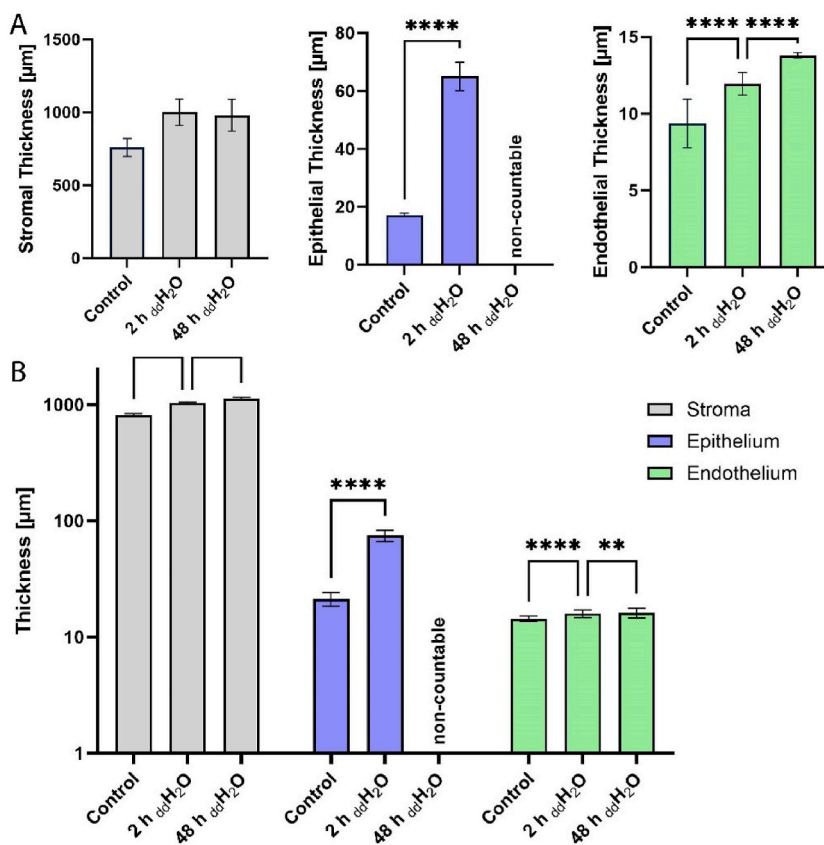 A
Stromal Thickness [µm]
1500
1000
500
0
Control
2 h ddH2O
48 h ddH2O
Epithelial Thickness [µm]
80
60
40
20
0
****
non-countable
Control
2 h ddH2O
48 h ddH2O
Endothelial Thickness [µm]
15
10
5
0
**** ****
Control
2 h ddH2O
48 h ddH2O
B
Thickness [µm]
1000
100
10
1
****
non-countable
**** **
Control
2 h ddH2O
48 h ddH2O
Control
2 h ddH2O
48 h ddH2O
Control
2 h ddH2O
48 h ddH2O
Stroma
Epithelium
Endothelium